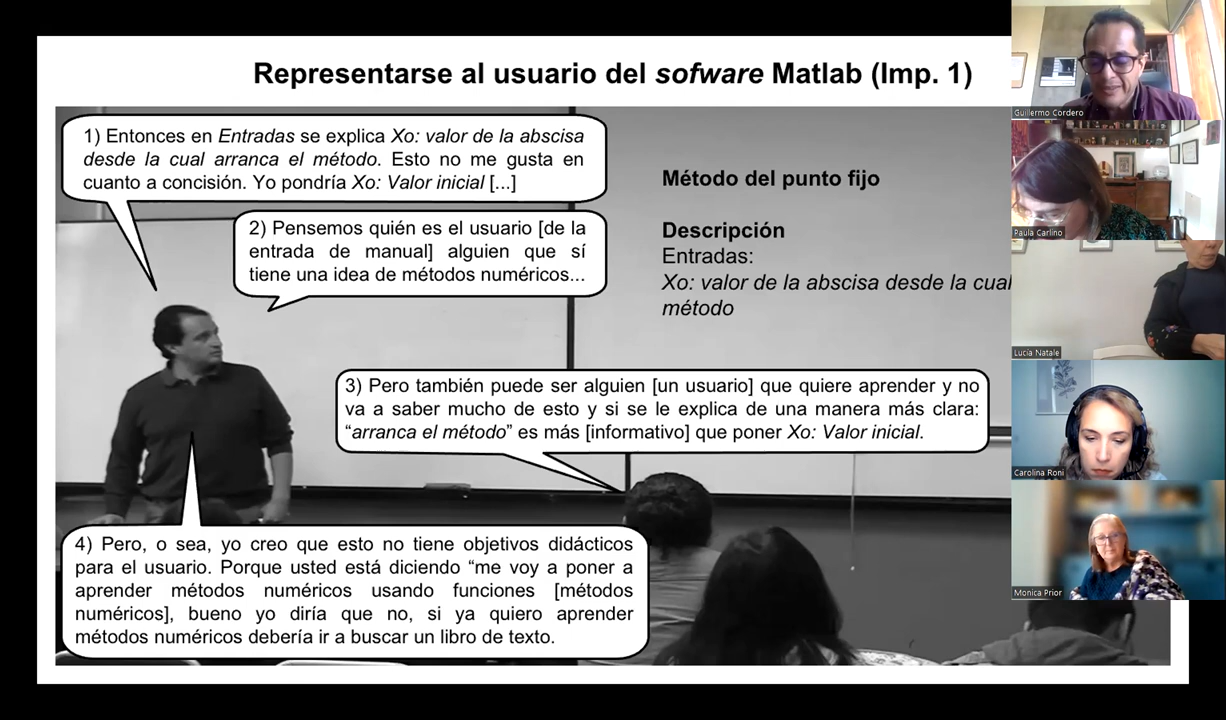 Representarse al usuario del sofware Matlab (Imp. 1)
1) Entonces en Entradas se explica Xo: valor de la abscisa
desde la cual arranca el método. Esto no me gusta en
cuanto a concisión. Yo pondría Xo: Valor inicial [...]
2) Pensemos quién es el usuario [de la
entrada de manual] alguien que sí
tiene una idea de métodos numéricos...
Método del punto fijo
Descripción
Entradas:
Xo: valor de la abscisa desde la cual
método
3) Pero también puede ser alguien [un usuario] que quiere aprender y no
va a saber mucho de esto y si se le explica de una manera más clara:
“arranca el método” es más [informativo] que poner Xo: Valor inicial.
4) Pero, o sea, yo creo que esto no tiene objetivos didácticos
para el usuario. Porque usted está diciendo “me voy a poner a
aprender métodos numéricos usando funciones [métodos
numéricos], bueno yo diría que no, si ya quiero aprender
métodos numéricos debería ir a buscar un libro de texto.
Guillermo Cordero
Paula Carlino
Lucía Natale
Carolina Roni
Monica Prior